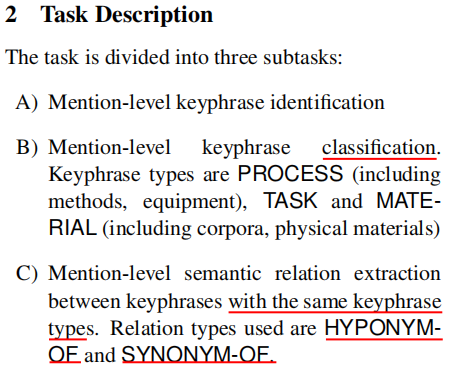 2 Task Description
The task is divided into three subtasks:
A) Mention-level keyphrase identification
B) Mention-level keyphrase classification.
Keyphrase types are PROCESS (including
methods, equipment), TASK and MATE-
RIAL (including corpora, physical materials)
C) Mention-level semantic relation extraction
between keyphrases with the same keyphrase
types. Relation types used are HYPONYM-
OF and SYNONYM-OF.